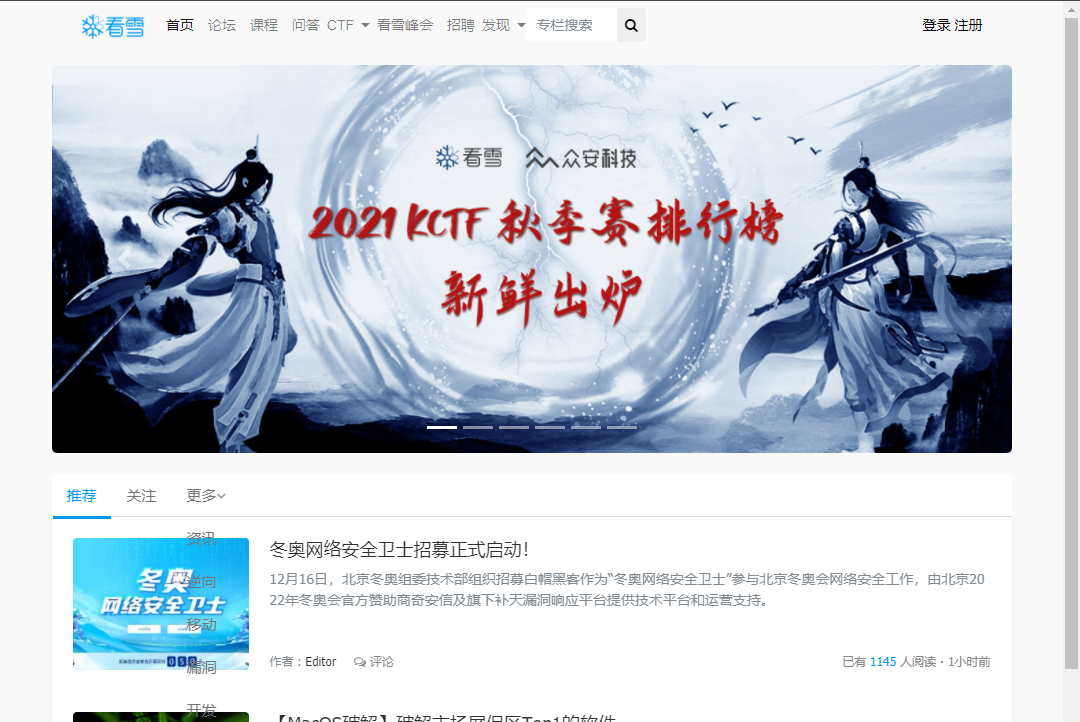 看雪 首页 论坛 课程 问答 CTF 看雪峰会 招聘 发现 专栏搜索 登录 注册
看雪 众安科技
2021 KCTF 秋季赛排行榜
新鲜出炉
推荐 关注 更多
资讯
逆向
移动
漏洞
开发
冬奥
网络安全卫士
冬奥网络安全卫士招募正式启动！
12月16日，北京冬奥组委技术部组织招募白帽黑客作为“冬奥网络安全卫士”参与北京冬奥会网络安全工作，由北京20
22年冬奥会官方赞助商奇安信及旗下补天漏洞响应平台提供技术平台和运营支持。
作者：Editor 评论 已有 1145 人阅读 · 1小时前
【MacOS破解】破解市场屏保区Top1的软件